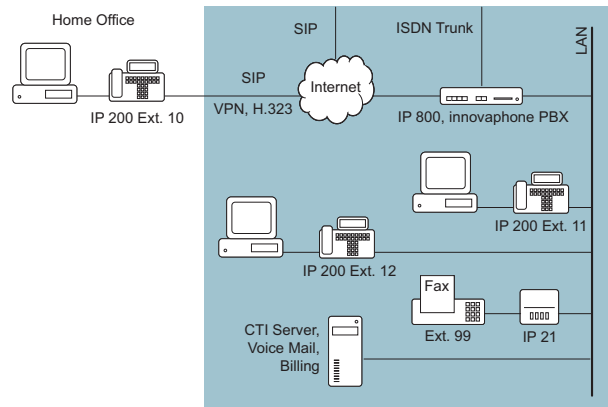 Home Office
SIP
ISDN Trunk
LAN
SIP
Internet
IP 200 Ext. 10
VPN, H.323
IP 800, innovaphone PBX
IP 200 Ext. 11
IP 200 Ext. 12
Fax
CTI Server,
Voice Mail,
Billing
Ext. 99
IP 21